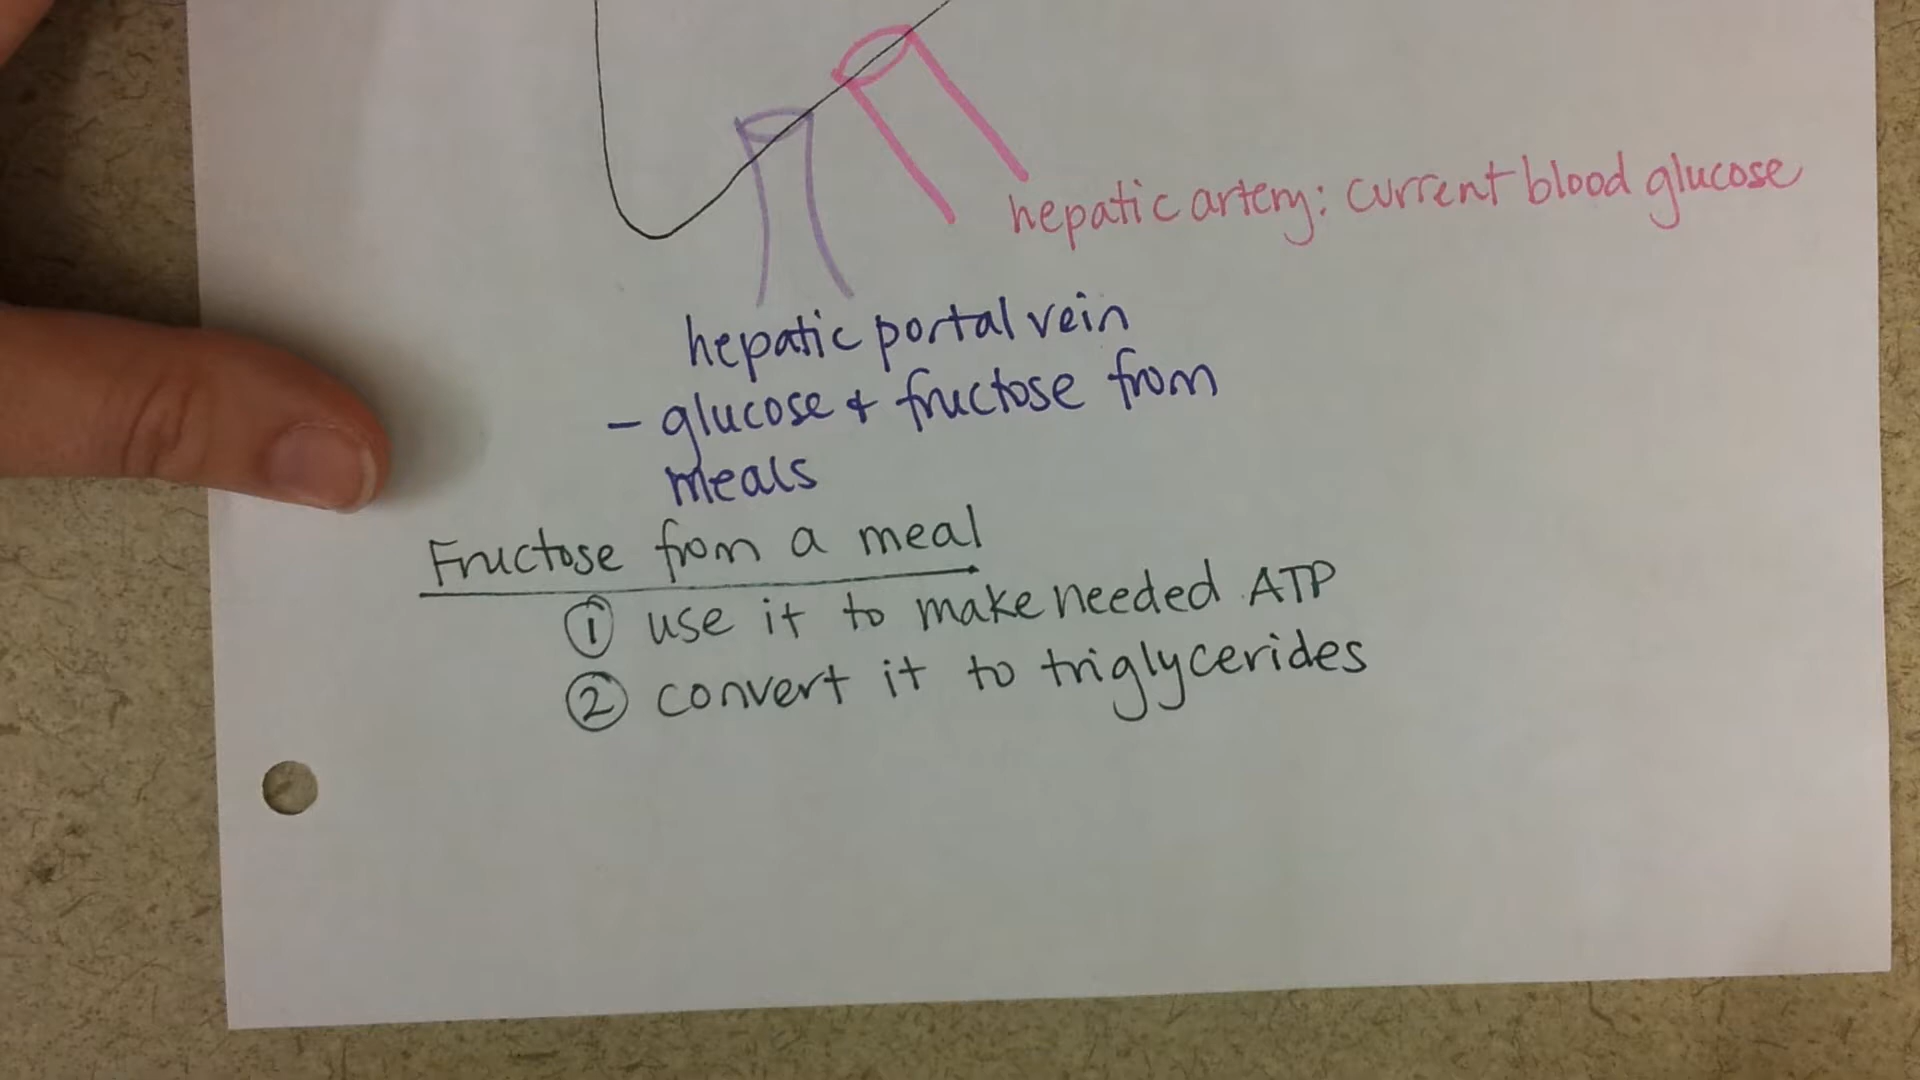 hepatic artery: current blood glucose
hepatic portal vein
- glucose & fructose from
meals
Fructose from a meal
① use it to make needed ATP
② convert it to triglycerides